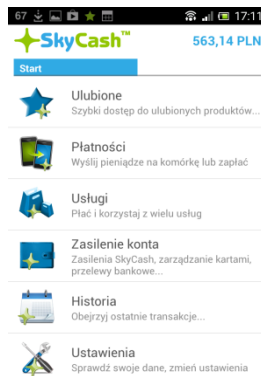 67 17:11
SkyCash™ 563,14 PLN
Start
Ulubione
Szybki dostęp do ulubionych produktów...
Płatności
Wyślij pieniądze na komórkę lub zapłać
Usługi
Płać i korzystaj z wielu usług
Zasilenie konta
Zasilenia SkyCash, zarządzanie kartami,
przelewy bankowe...
Historia
Obejrzyj ostatnie transakcje...
Ustawienia
Sprawdź swoje dane, zmień ustawienia